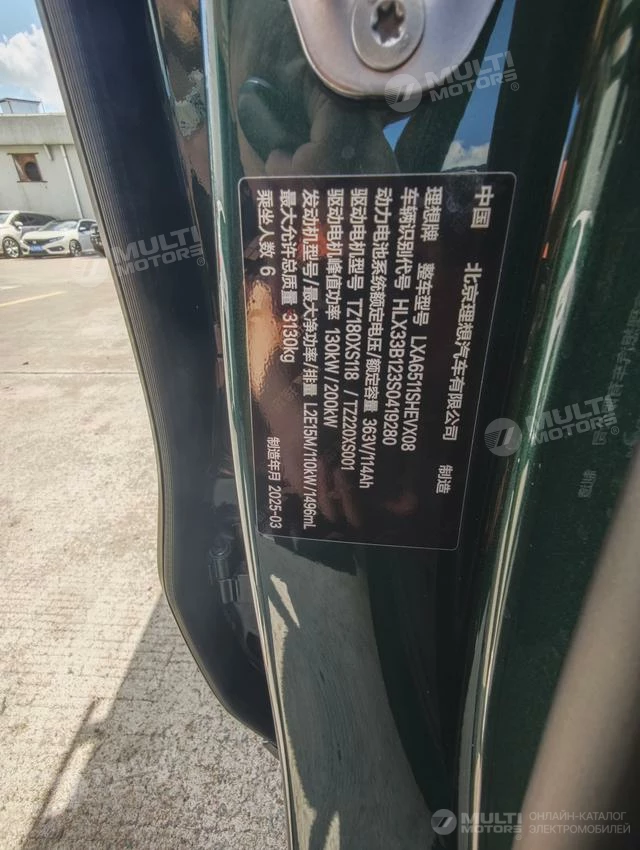 中国 北京理想汽车有限公司 制造
理想牌 整车型号 LXA6511SHEVX08
车辆识别代号 HLX33B123S0419280
动力电池系统额定电压/额定容量 363V/114Ah
驱动电机型号 TZ180XS118 / TZ220XS001
驱动电机峰值功率 130kW/200kW
发动机型号/最大净功率/排量 L2E15M/110kW/1496mL
最大允许总质量 3130kg
乘坐人数 6
制造年月 2025-03
MULTI MOTORS
MULTI MOTORS
MULTI MOTORS
MULTI MOTORS
MULTI MOTORS
MULTI MOTORS
ОНЛАЙН-КАТАЛОГ
ЭЛЕКТРОМОБИЛЕЙ